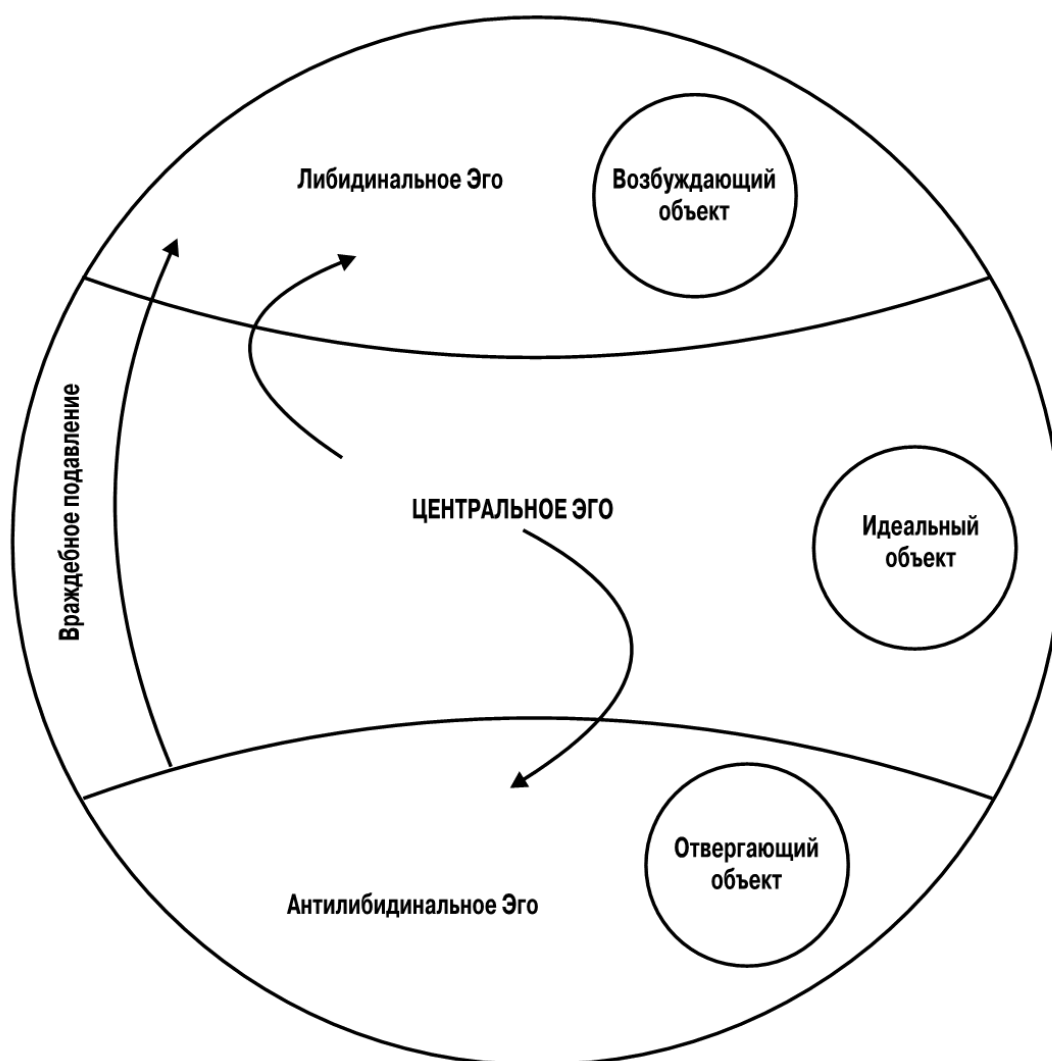 Либидинальное Эго
Возбуждающий
объект
Враждебное подавление
ЦЕНТРАЛЬНОЕ ЭГО
Идеальный
объект
Отвергающий
объект
Антилибидинальное Эго